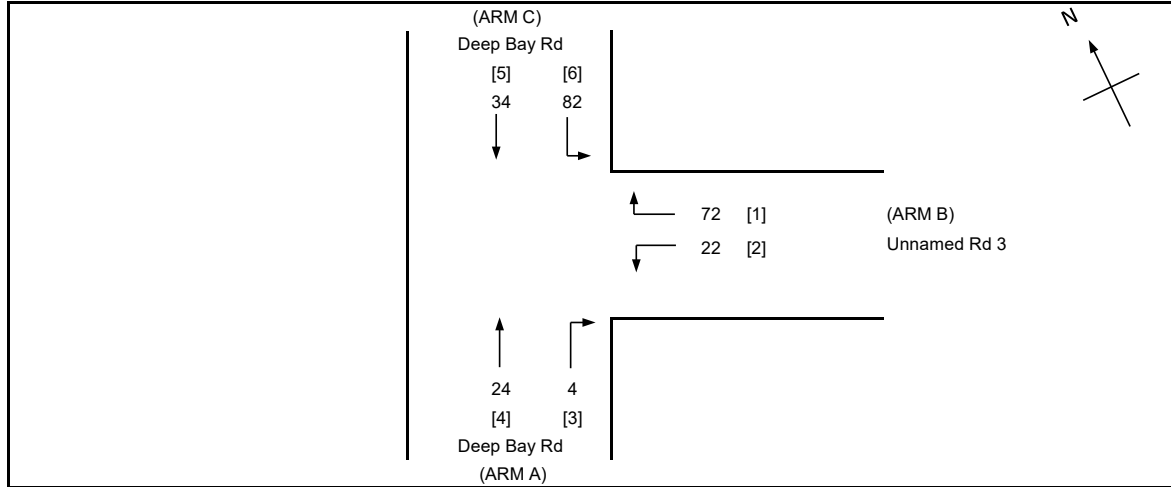 (ARM C)
Deep Bay Rd
[5] [6]
34 82
N
72 [1] (ARM B)
22 [2] Unnamed Rd 3
24 4
[4] [3]
Deep Bay Rd
(ARM A)